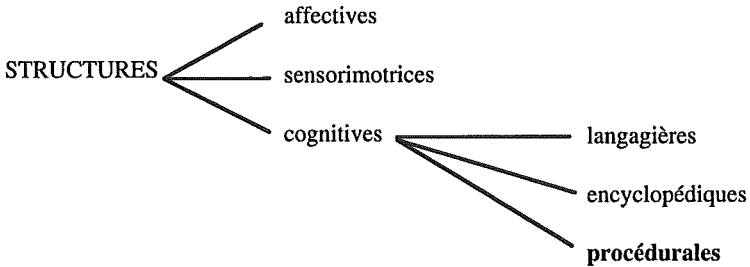 affectives
STRUCTURES
sensorimotrices
cognitives
langagières
encyclopédiques
procédurales